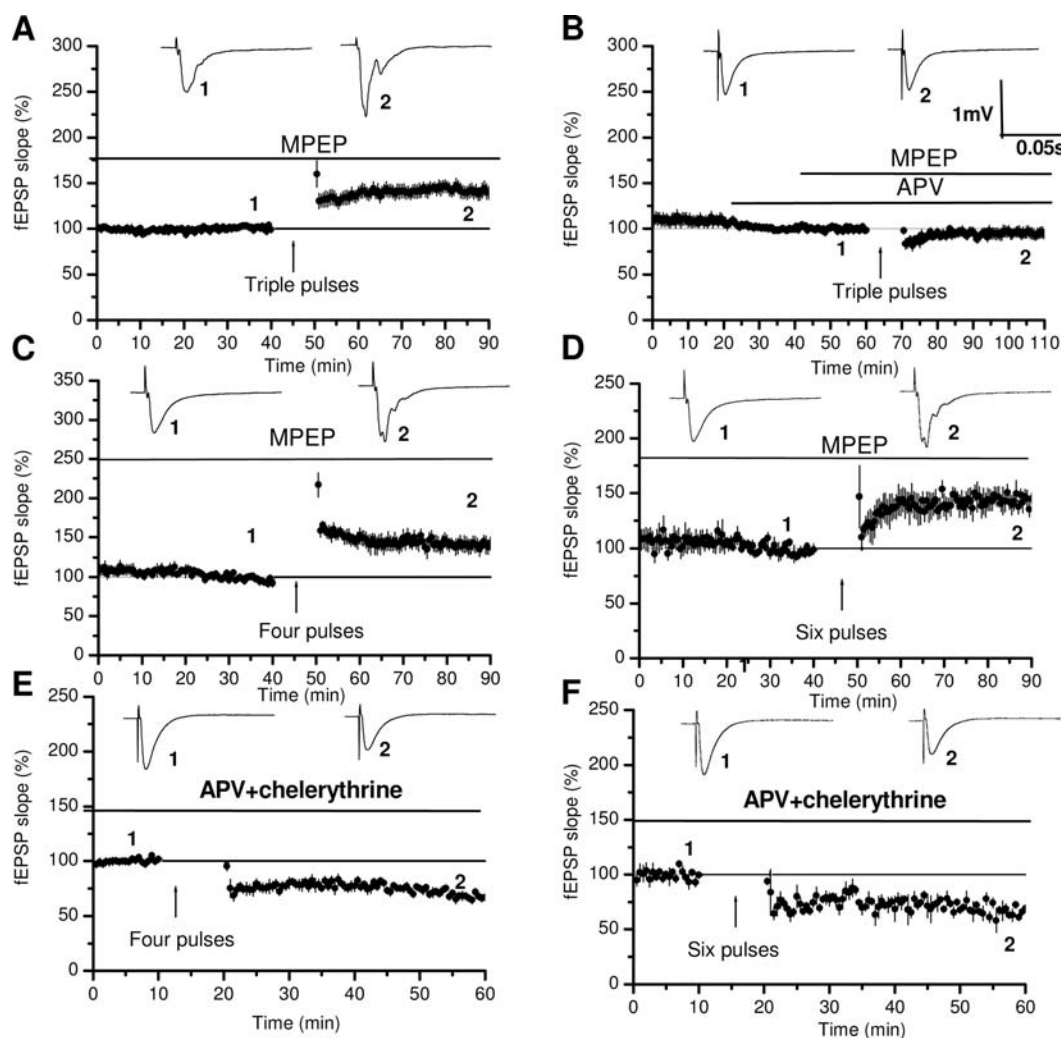 A
fEPSP slope (%)
300
250
200
150
100
50
0
1
2
MPEP
1
2
Triple pulses
0 10 20 30 40 50 60 70 80 90
Time (min)
B
fEPSP slope (%)
300
250
200
150
100
50
0
1
2
1mV
0.05s
MPEP
APV
1
2
Triple pulses
0 10 20 30 40 50 60 70 80 90 100 110
Time (min)
C
fEPSP slope (%)
350
300
250
200
150
100
50
0
1
2
MPEP
1
2
Four pulses
0 10 20 30 40 50 60 70 80 90
Time (min)
D
fEPSP slope (%)
250
200
150
100
50
0
1
2
MPEP
1
2
Six pulses
0 10 20 30 40 50 60 70 80 90
Time (min)
E
fEPSP slope (%)
250
200
150
100
50
0
1
2
APV+chelerythrine
1
2
Four pulses
0 10 20 30 40 50 60
Time (min)
F
fEPSP slope (%)
250
200
150
100
50
0
1
2
APV+chelerythrine
1
2
Six pulses
0 10 20 30 40 50 60
Time (min)